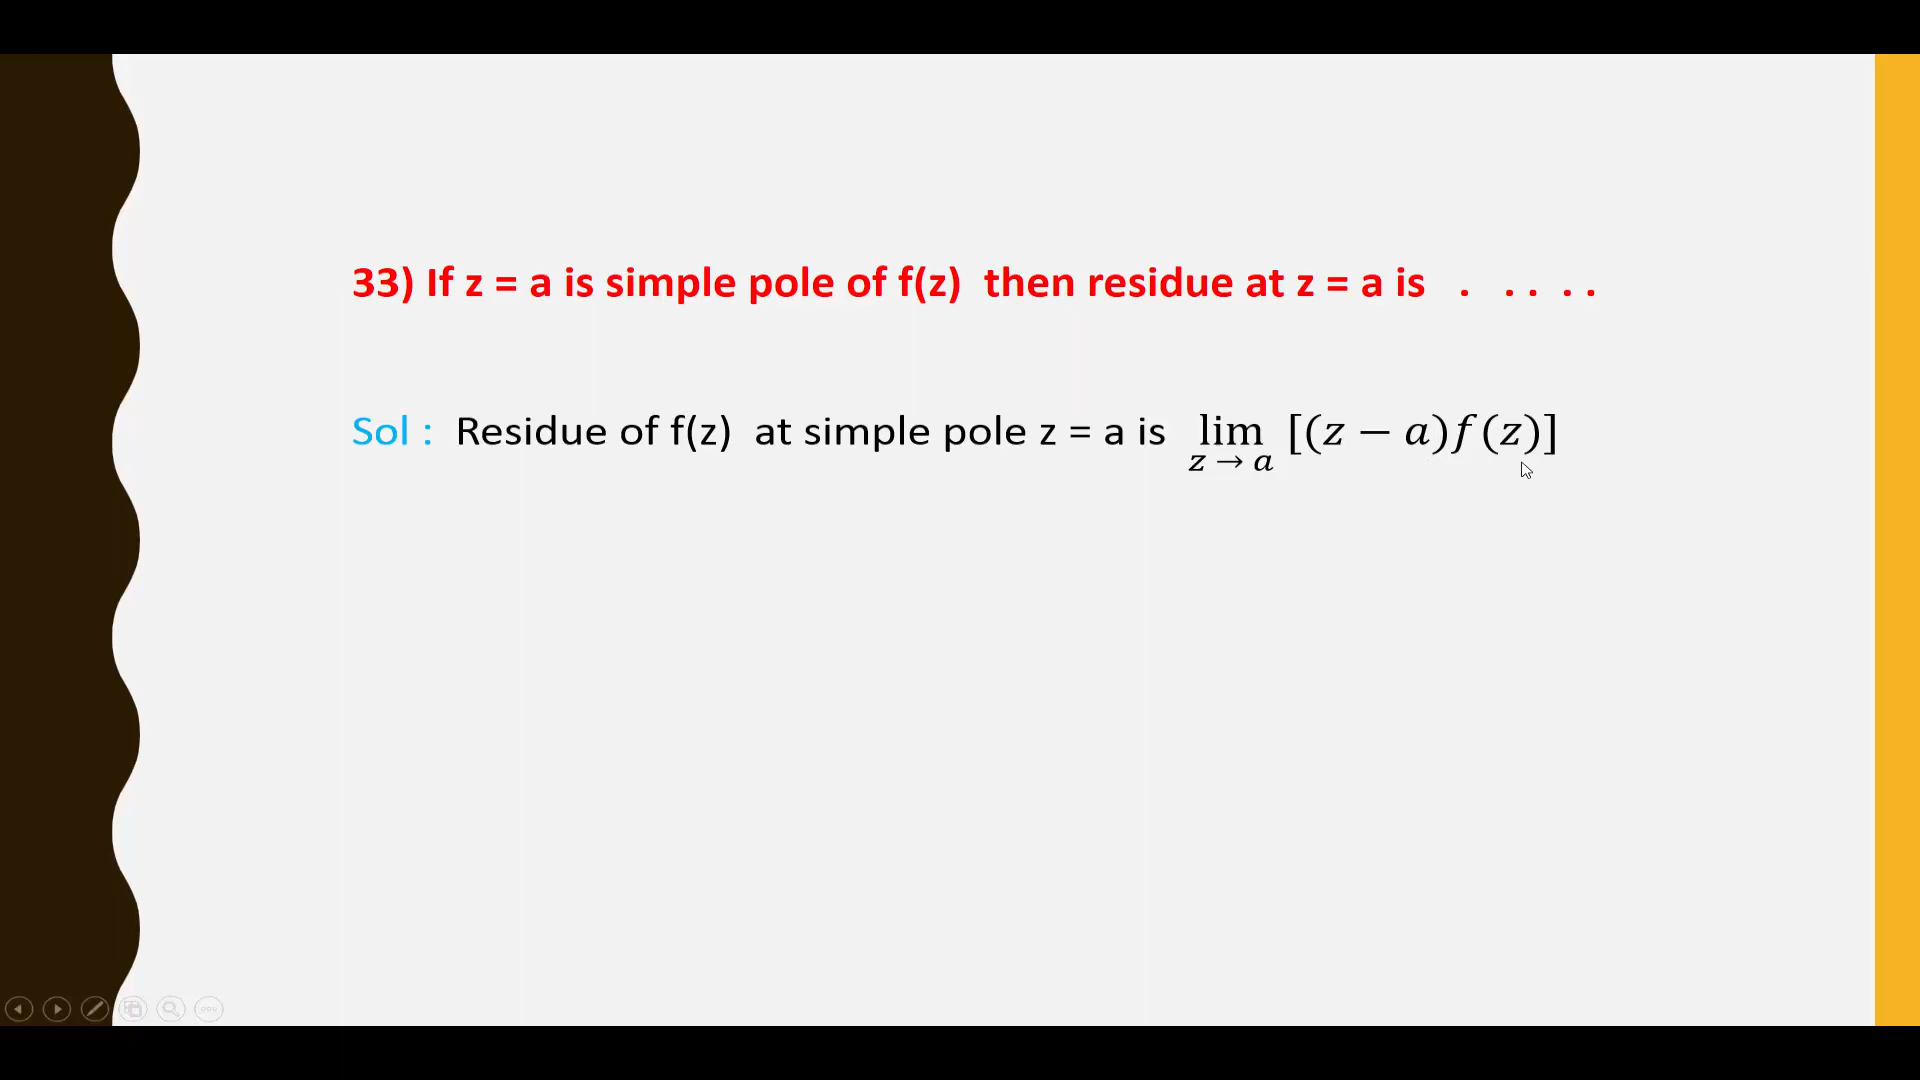 33) If z = a is simple pole of f(z) then residue at z = a is . . . . .
Sol : Residue of f(z) at simple pole z = a is lim [(z − a)f(z)]
z → a